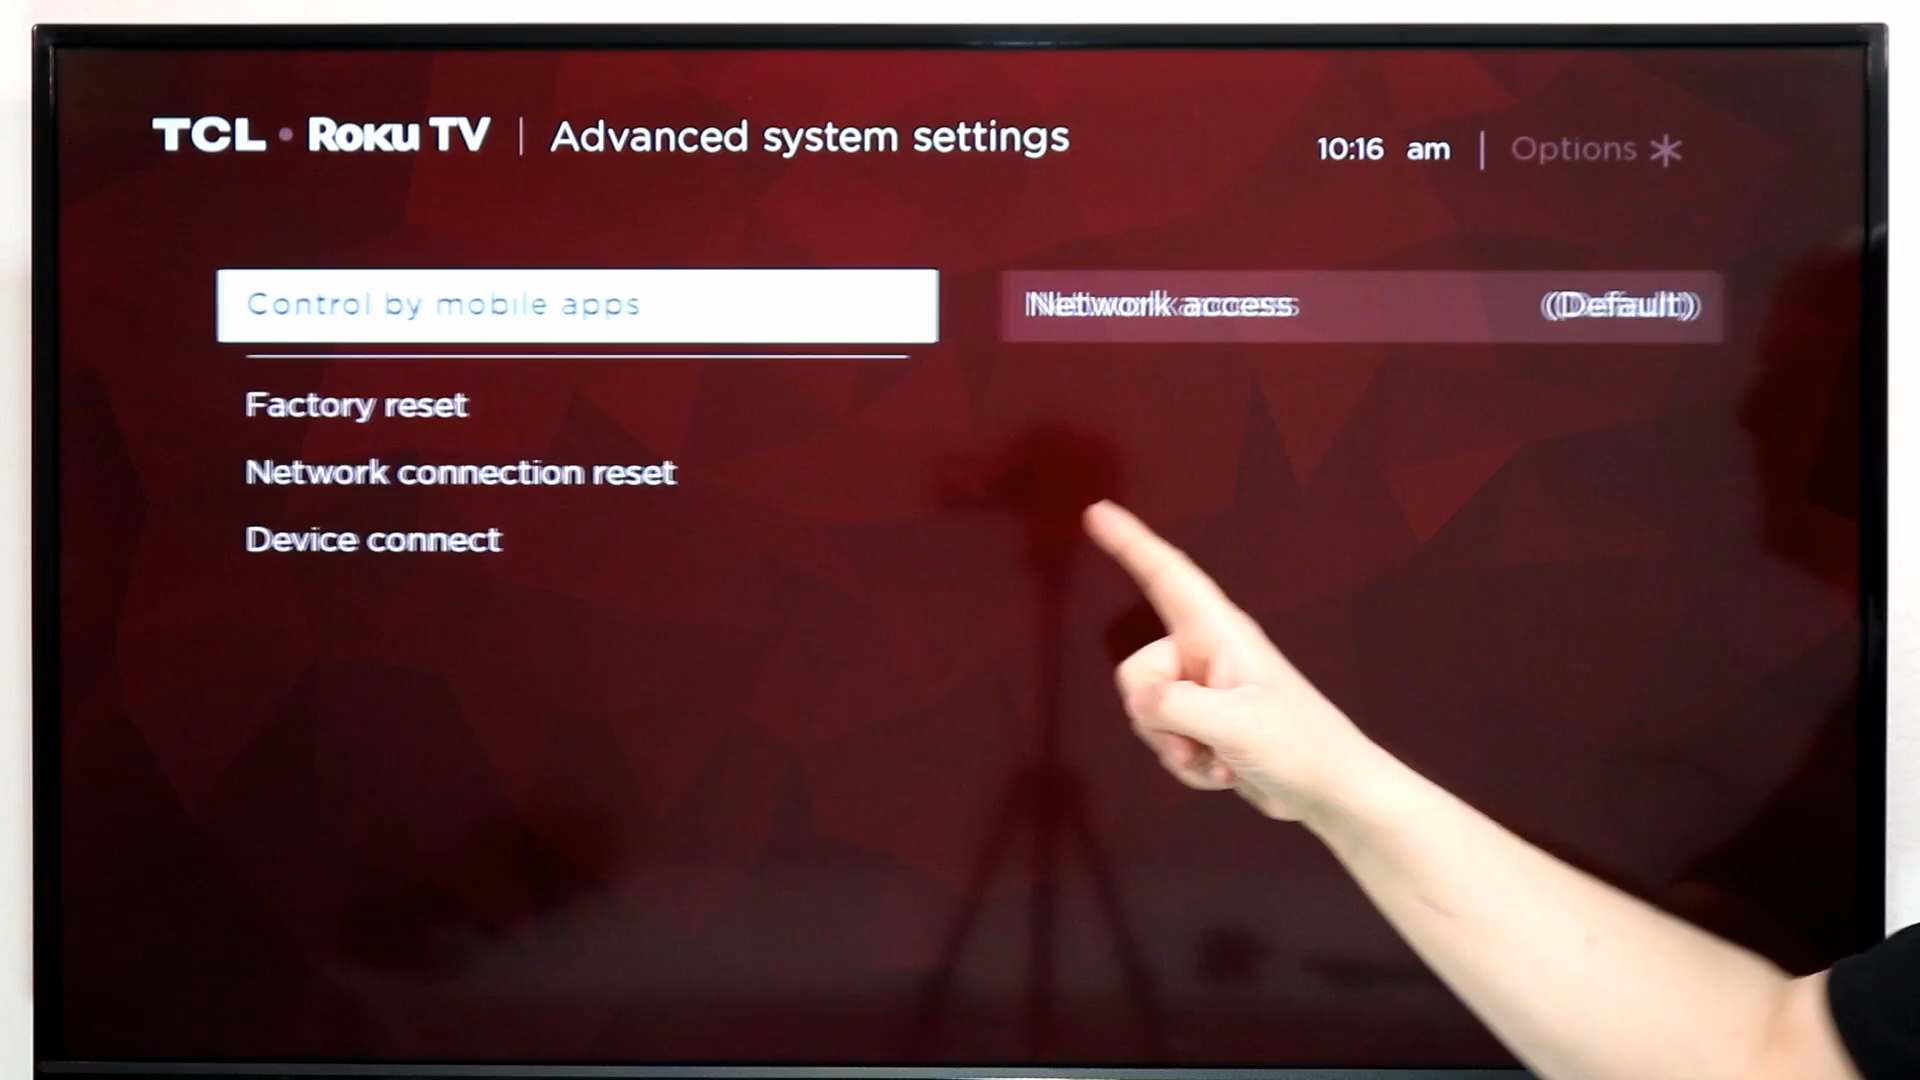 TCL • Roku TV | Advanced system settings
10:16 am | Options *
Control by mobile apps
Network access (Default)
Factory reset
Network connection reset
Device connect